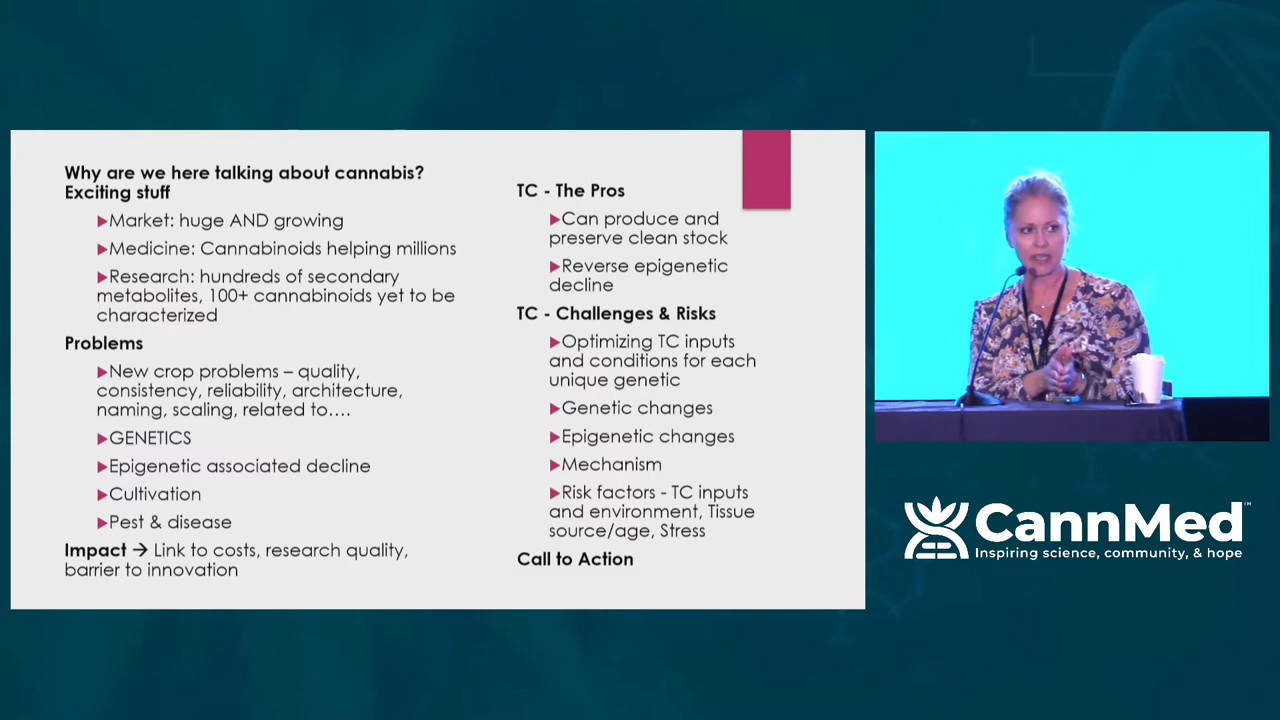 Why are we here talking about cannabis?
Exciting stuff
▶Market: huge AND growing
▶Medicine: Cannabinoids helping millions
▶Research: hundreds of secondary
metabolites, 100+ cannabinoids yet to be
characterized
Problems
▶New crop problems – quality,
consistency, reliability, architecture,
naming, scaling, related to….
▶GENETICS
▶Epigenetic associated decline
▶Cultivation
▶Pest & disease
Impact → Link to costs, research quality,
barrier to innovation
TC - The Pros
▶Can produce and
preserve clean stock
▶Reverse epigenetic
decline
TC - Challenges & Risks
▶Optimizing TC inputs
and conditions for each
unique genetic
▶Genetic changes
▶Epigenetic changes
▶Mechanism
▶Risk factors - TC inputs
and environment, Tissue
source/age, Stress
Call to Action
CannMed™
Inspiring science, community, & hope